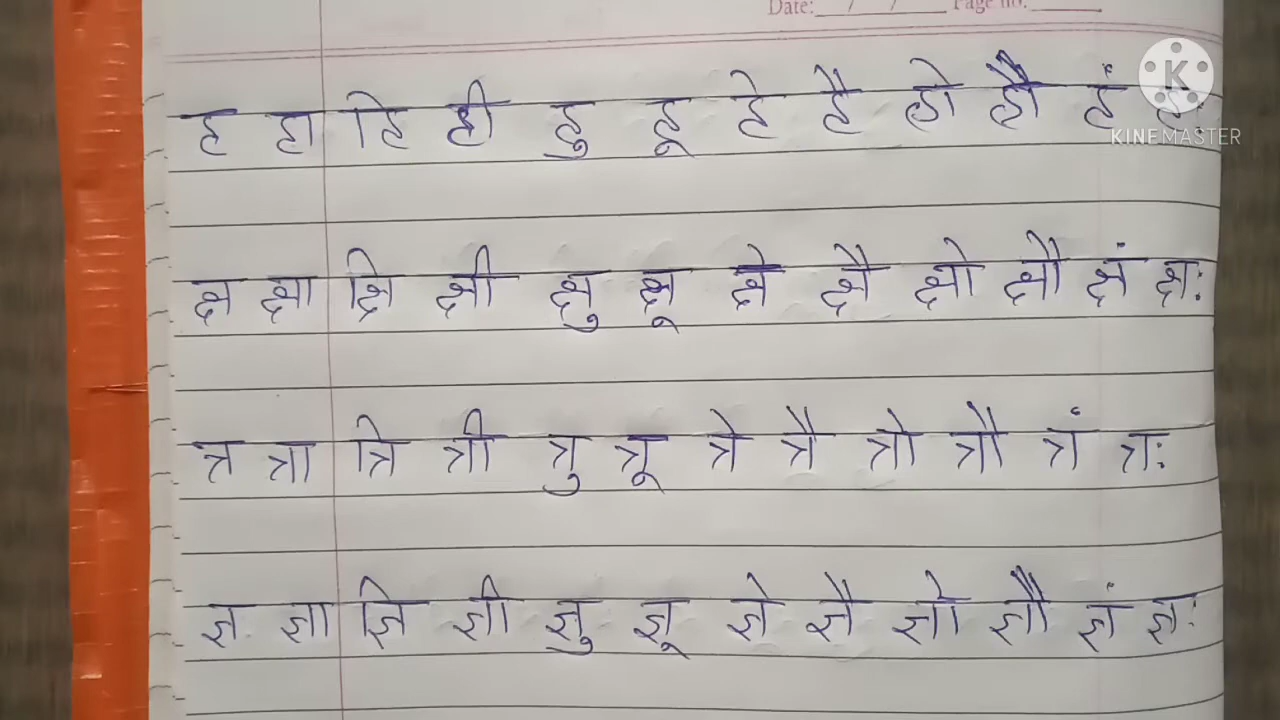 Date: / / Page no.
ह हा हि ही हु हू हे है हो हौ हं हः
KINEMASTER
क्ष क्षा क्षि क्षी क्षु क्षू क्षे क्षै क्षो क्षौ क्षं क्षः
त्र त्रा त्रि त्री त्रु त्रू त्रे त्रै त्रो त्रौ त्रं त्रः
ज्ञ ज्ञा ज्ञि ज्ञी ज्ञु ज्ञू ज्ञे ज्ञै ज्ञो ज्ञौ ज्ञं ज्ञः